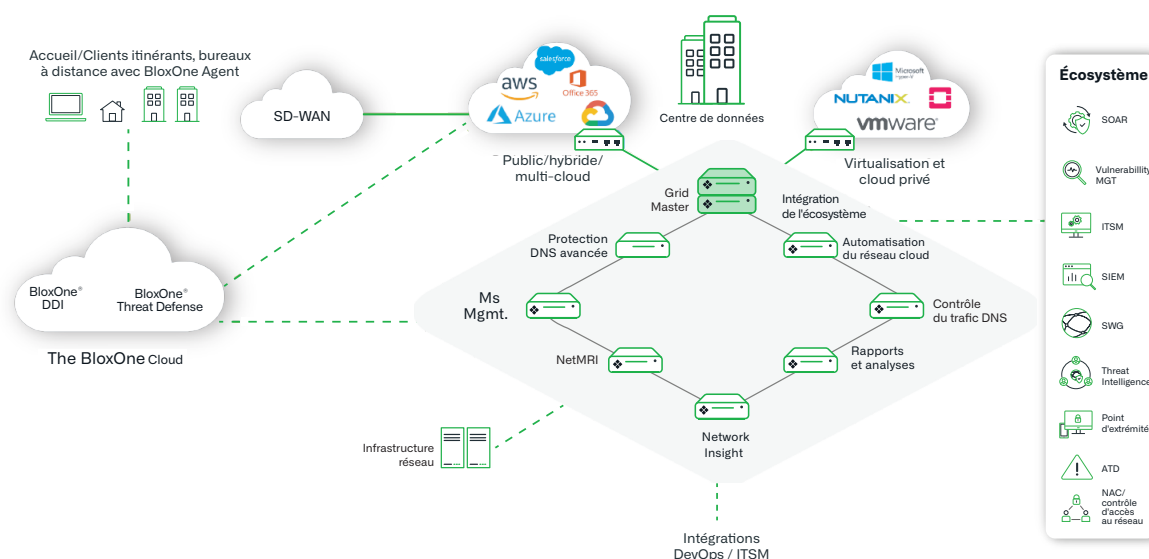 Accueil/Clients itinérants, bureaux
à distance avec BloxOne Agent
SD-WAN
salesforce
aws
Office 365
Azure
Public/hybride/
multi-cloud
Centre de données
Microsoft
Hyper-V
NUTANIX
vmware®
Virtualisation et
cloud privé
Grid
Master
Intégration
de l'écosystème
Protection
DNS avancée
Automatisation
du réseau cloud
Ms
Mgmt.
Contrôle
du trafic DNS
NetMRI
Rapports
et analyses
Network
Insight
BloxOne®
DDI
BloxOne®
Threat Defense
The BloxOne Cloud
Infrastructure
réseau
Intégrations
DevOps / ITSM
Écosystème
SOAR
Vulnerabillity
MGT
ITSM
SIEM
SWG
Threat
Intelligence
Point
d'extrémité
ATD
NAC/
contrôle
d'accès
au réseau